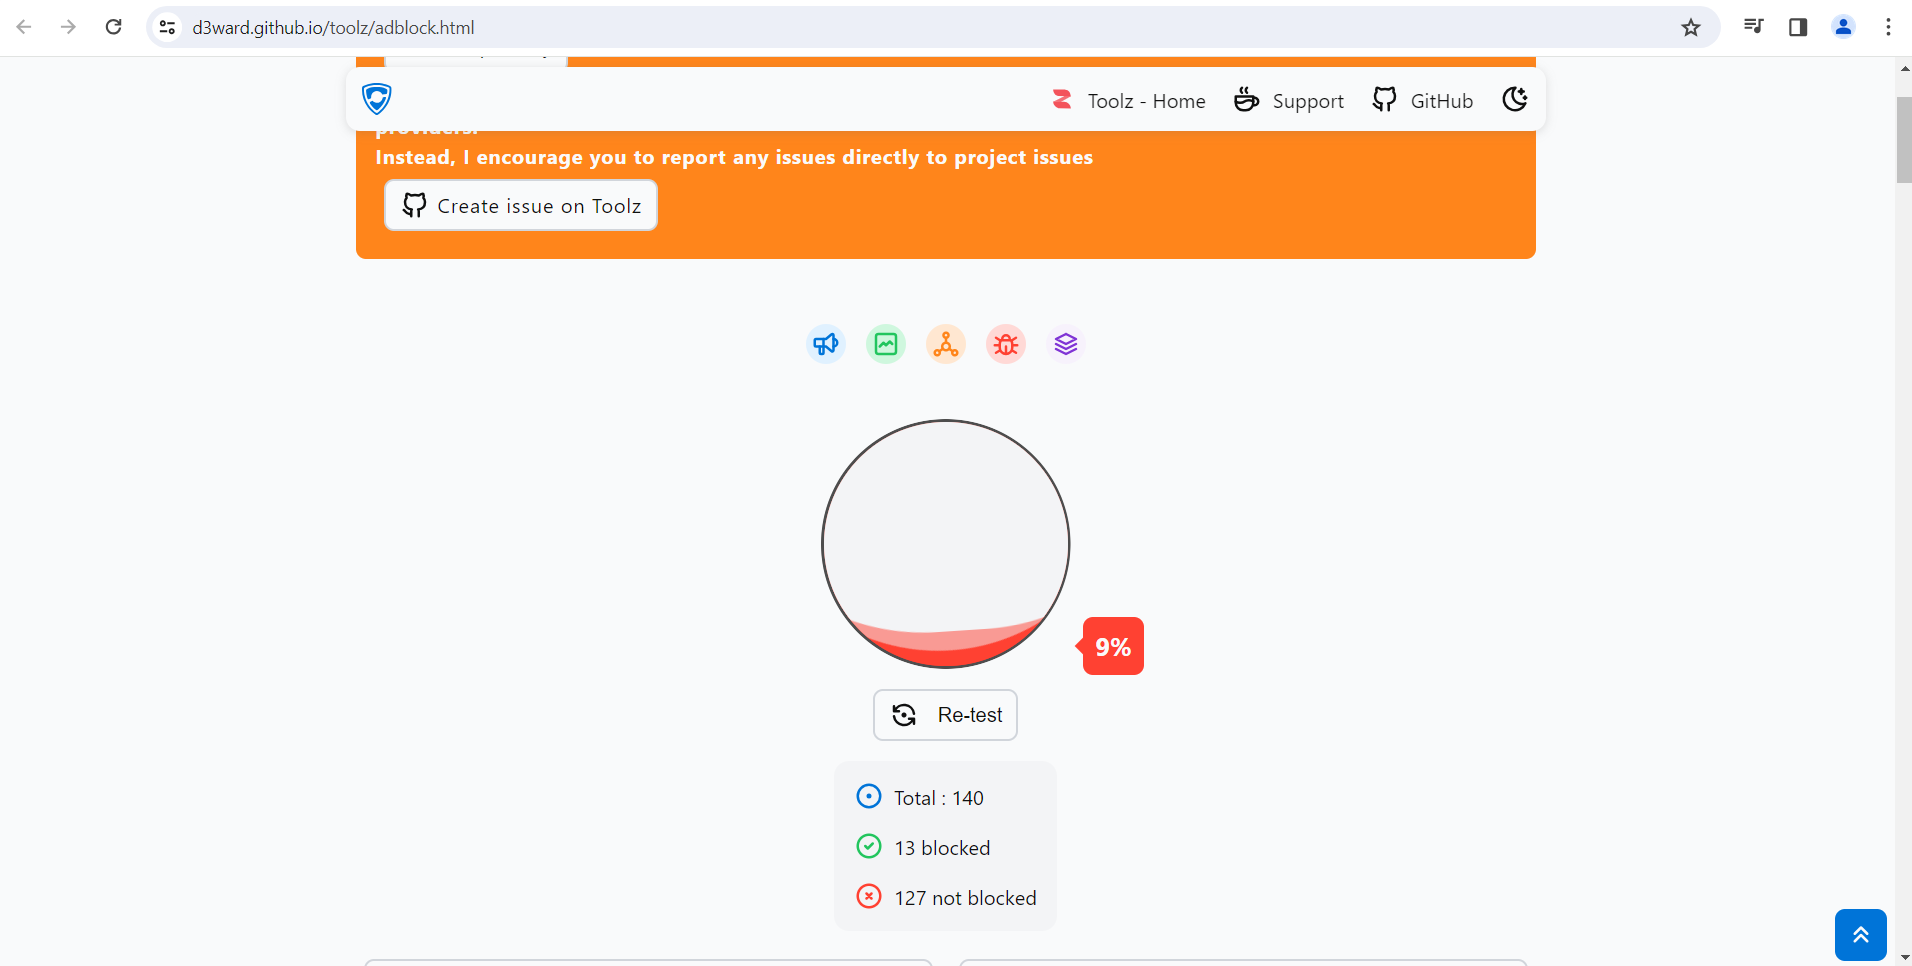 d3ward.github.io/toolz/adblock.html
Toolz - Home
Support
GitHub
providers.
Instead, I encourage you to report any issues directly to project issues
Create issue on Toolz
9%
Re-test
Total : 140
13 blocked
127 not blocked